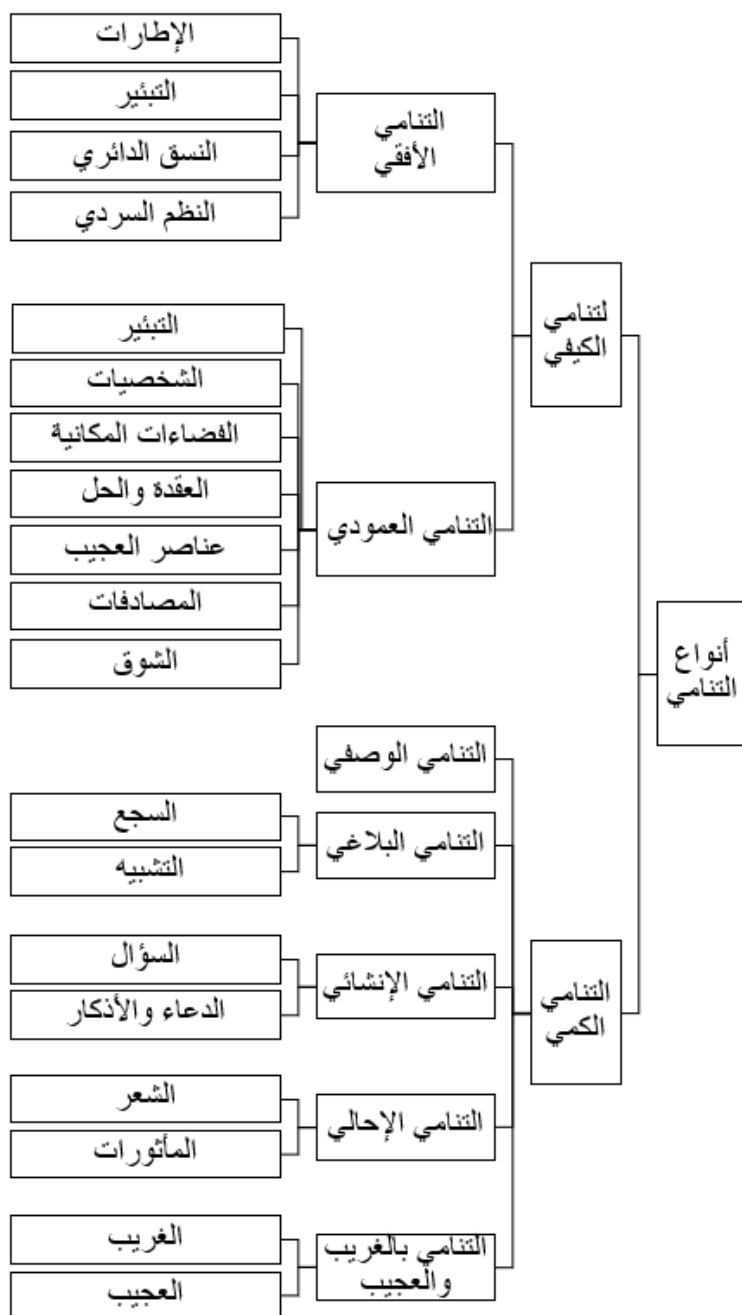 أنواع
التنامي
لتنامي
الكيفي
التنامي
الأفقي
الإطارات
التبئير
النسق الدائري
النظم السردي
التنامي العمودي
التبئير
الشخصيات
الفضاءات المكانية
العقدة والحل
عناصر العجيب
المصادفات
الشوق
التنامي
الكمي
التنامي الوصفي
التنامي البلاغي
السجع
التشبيه
التنامي الإنشائي
السؤال
الدعاء والأذكار
التنامي الإحالي
الشعر
المأثورات
التنامي بالغريب
والعجيب
الغريب
العجيب